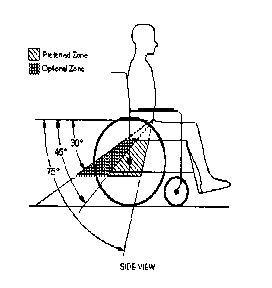 Preferred Zone
Optional Zone
30°
45°
75°
SIDE VIEW